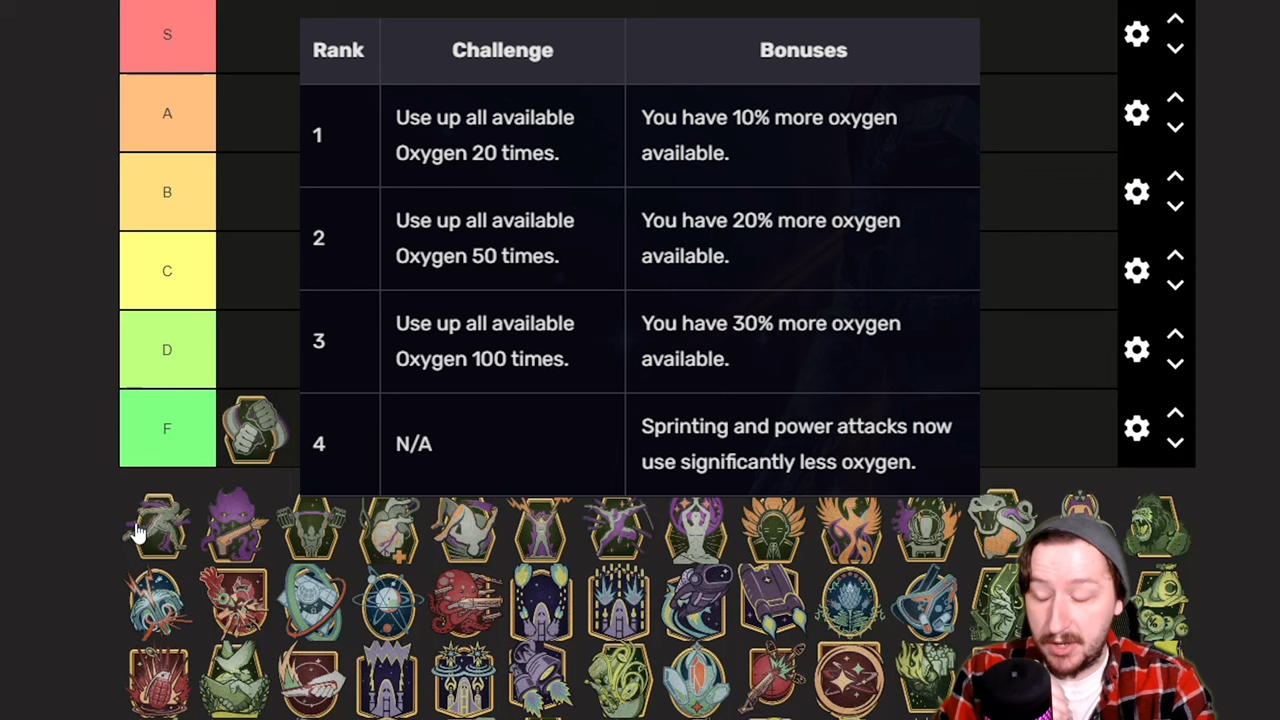 S
A
B
C
D
F
Rank Challenge Bonuses
1
Use up all available
Oxygen 20 times.
You have 10% more oxygen
available.
2
Use up all available
Oxygen 50 times.
You have 20% more oxygen
available.
3
Use up all available
Oxygen 100 times.
You have 30% more oxygen
available.
4
N/A
Sprinting and power attacks now
use significantly less oxygen.